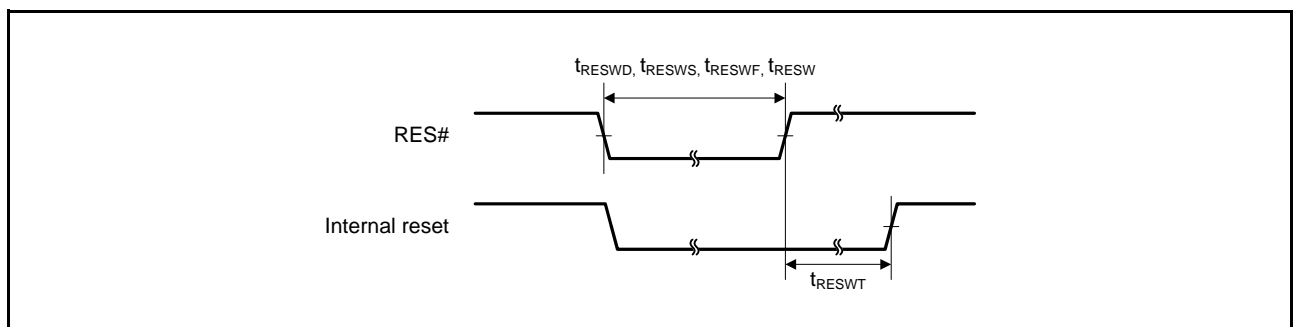 tRESWD, tRESWS, tRESWF, tRESW
RES#
Internal reset
tRESWT